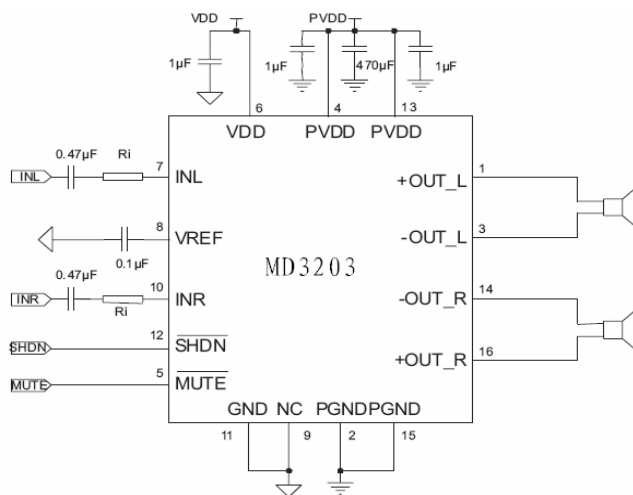 VDD PVDD
1µF 1µF 470µF 1µF
6 4 13
VDD PVDD PVDD
0.47µF Ri
INL 7 INL
1 +OUT_L
8 VREF
0.1µF
3 -OUT_L
MD3203
0.47µF
INR 10 INR
Ri
14 -OUT_R
SHDN 12 SHDN
16 +OUT_R
MUTE 5 MUTE
GND NC PGND PGND
11 9 2 15